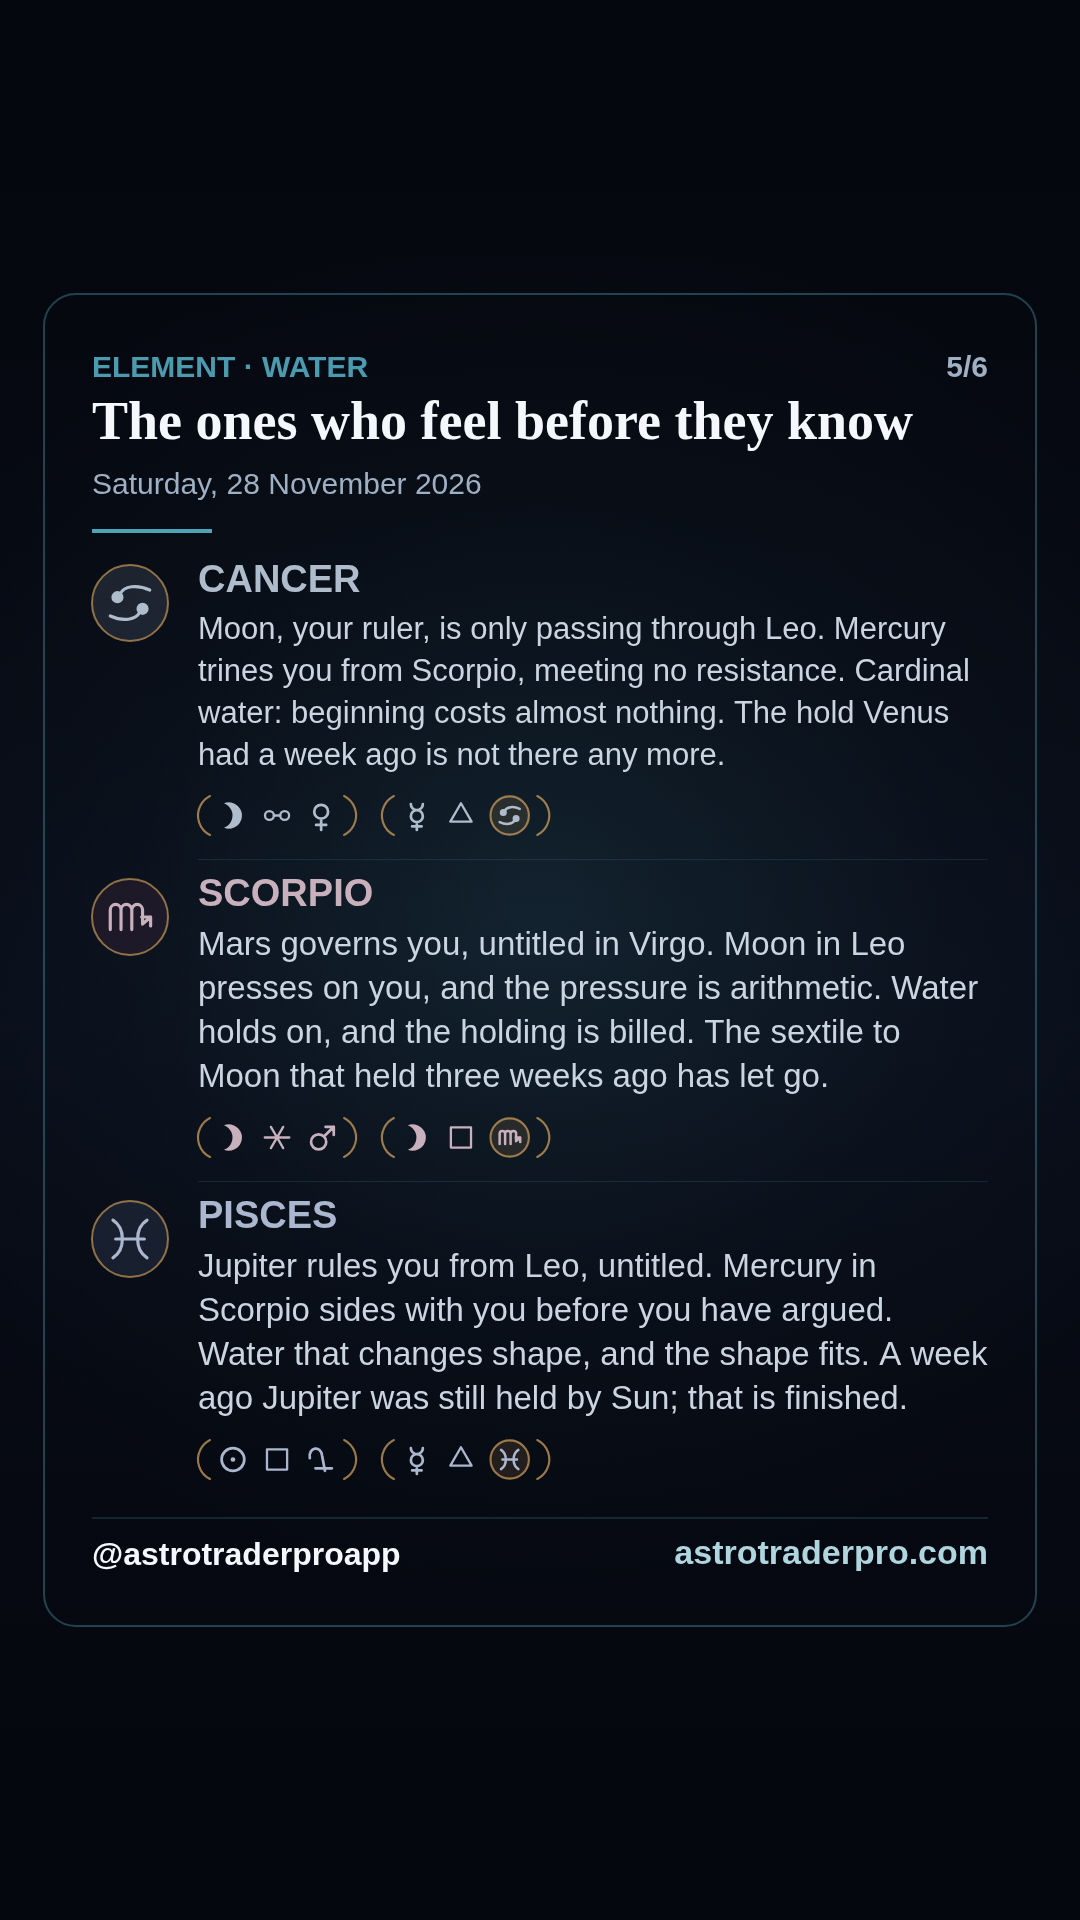 ELEMENT · WATER
5/6
The ones who feel before they know
Saturday, 28 November 2026
CANCER
Moon, your ruler, is only passing through Leo. Mercury
trines you from Scorpio, meeting no resistance. Cardinal
water: beginning costs almost nothing. The hold Venus
had a week ago is not there any more.
SCORPIO
Mars governs you, untitled in Virgo. Moon in Leo
presses on you, and the pressure is arithmetic. Water
holds on, and the holding is billed. The sextile to
Moon that held three weeks ago has let go.
PISCES
Jupiter rules you from Leo, untitled. Mercury in
Scorpio sides with you before you have argued.
Water that changes shape, and the shape fits. A week
ago Jupiter was still held by Sun; that is finished.
@astrotraderproapp
astrotraderpro.com